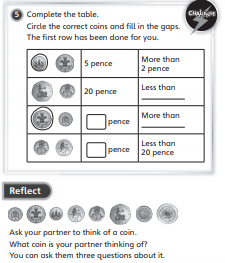 5 Complete the table.
Circle the correct coins and fill in the gaps.
The first row has been done for you.
CHALLENGE
5 pence
More than
2 pence
20 pence
Less than
pence
More than
pence
Less than
20 pence
Reflect
Ask your partner to think of a coin.
What coin is your partner thinking of?
You can ask them three questions about it.